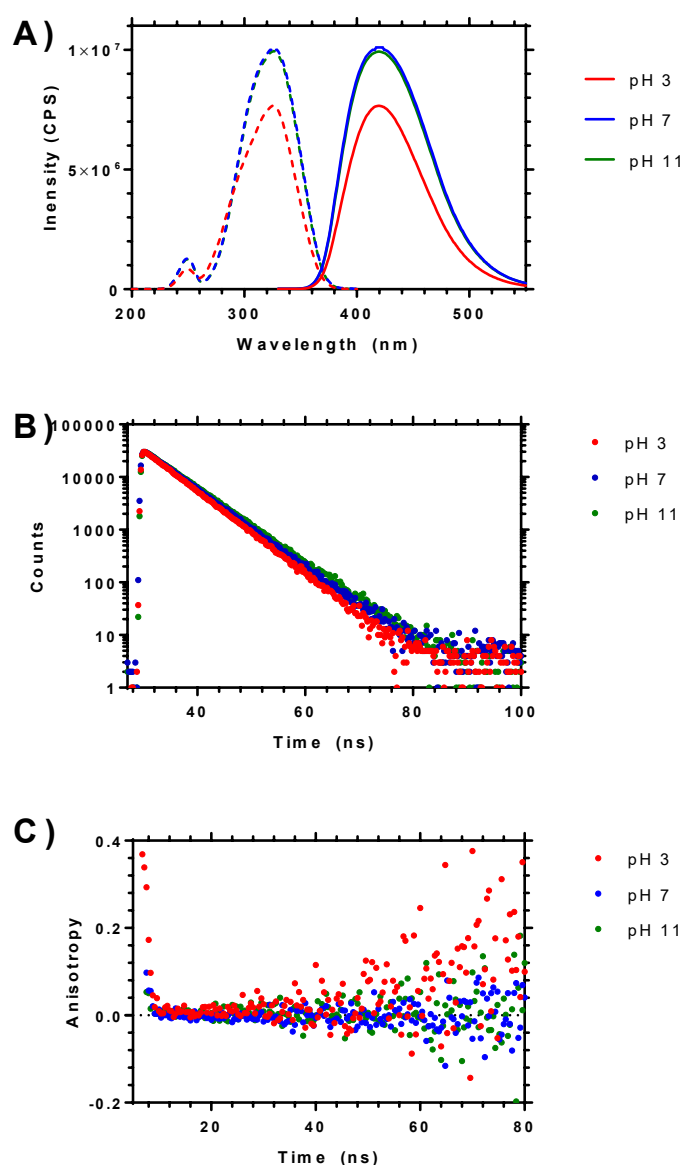 A)
1×10⁷
5×10⁶
0
Inensity (CPS)
200 300 400 500
Wavelength (nm)
pH 3
pH 7
pH 11
B)
100000
10000
1000
100
10
1
Counts
40 60 80 100
Time (ns)
pH 3
pH 7
pH 11
C)
0.4
0.2
0.0
-0.2
Anisotropy
20 40 60 80
Time (ns)
pH 3
pH 7
pH 11